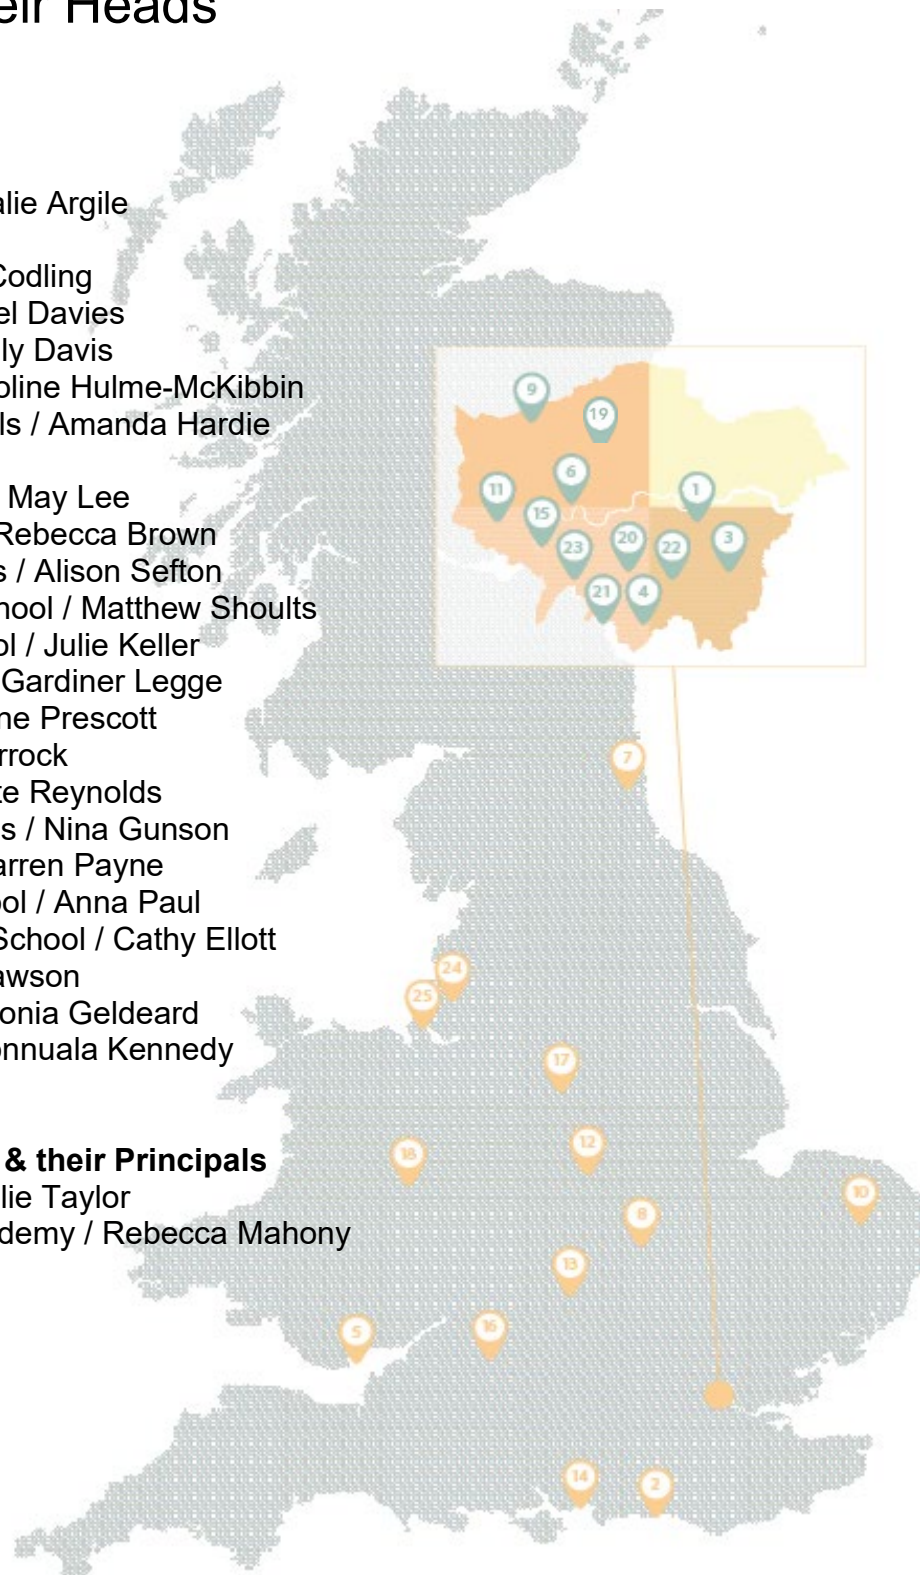 eir Heads
alie Argile
Codling
el Davies
ly Davis
oline Hulme-McKibbin
ls / Amanda Hardie
May Lee
Rebecca Brown
s / Alison Sefton
hool / Matthew Shoults
ol / Julie Keller
Gardiner Legge
ne Prescott
rrock
te Reynolds
s / Nina Gunson
arren Payne
ool / Anna Paul
School / Cathy Ellott
awson
onia Geldeard
onnuala Kennedy
& their Principals
lie Taylor
demy / Rebecca Mahony
9
19
6
11
1
15
20
3
23
22
21
4
7
24
25
17
12
18
10
8
13
5
16
14
2